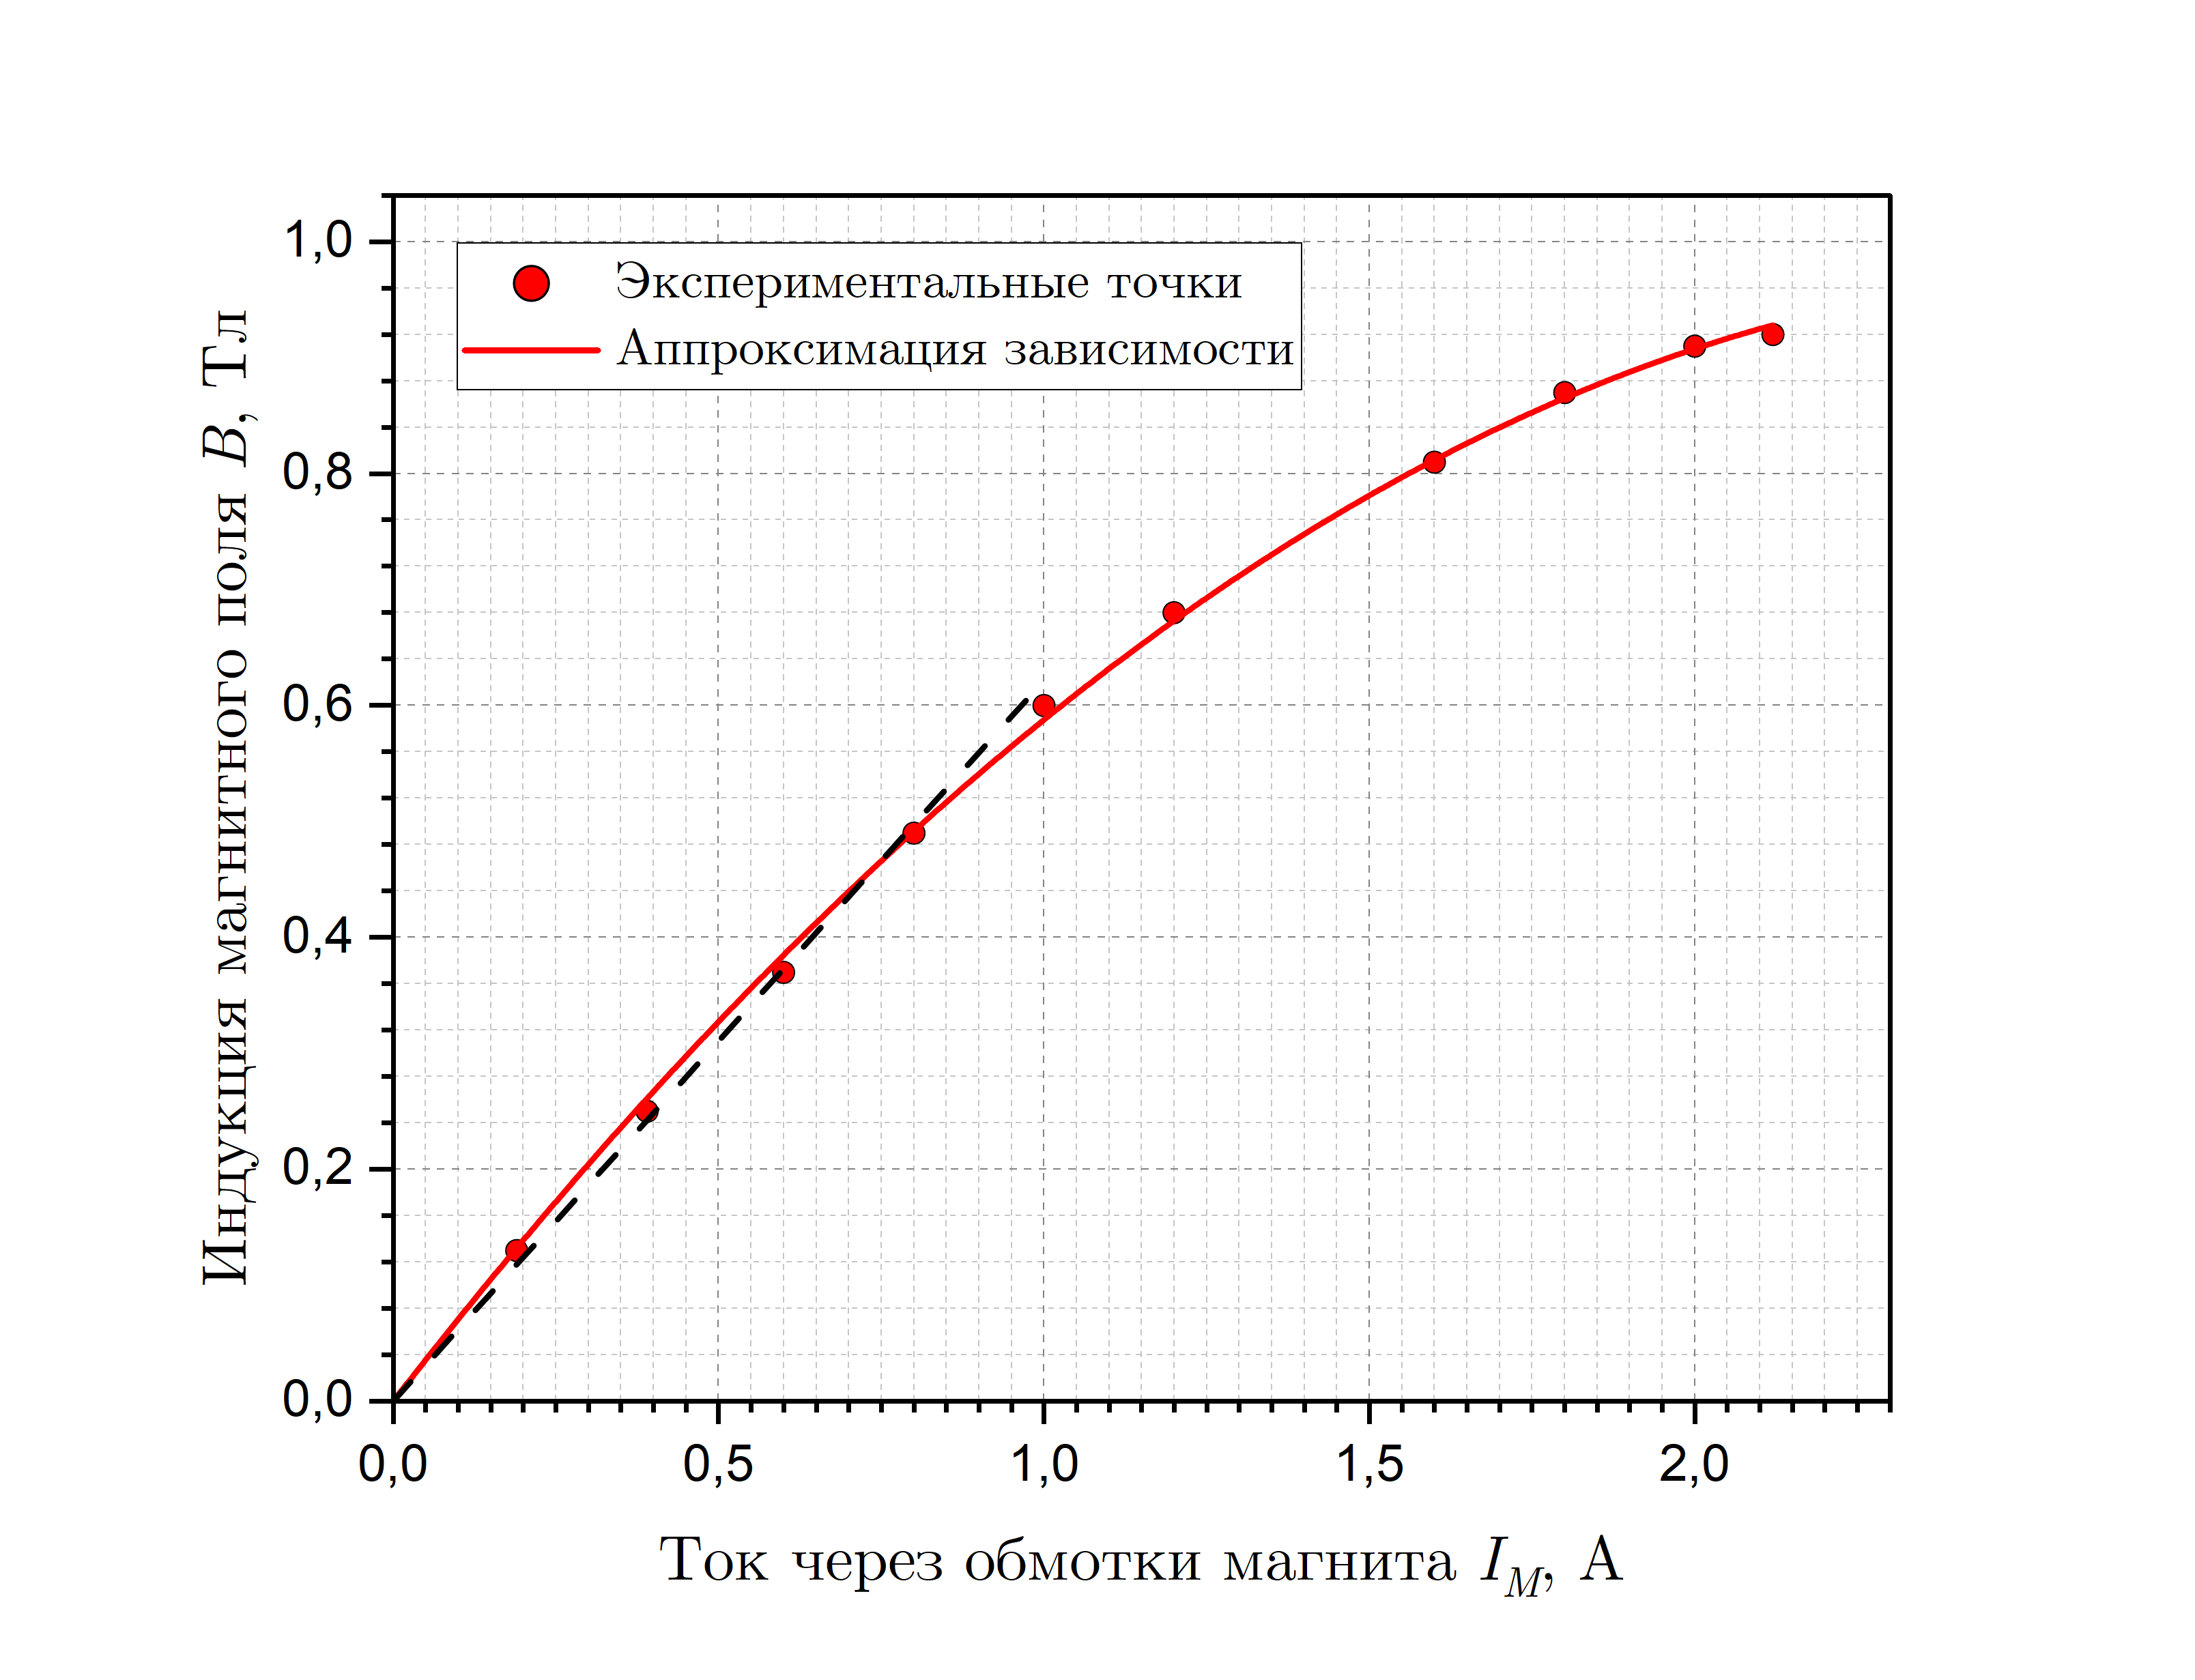 Индукция магнитного поля B, Тл
1,0
0,8
0,6
0,4
0,2
0,0
Экспериментальные точки
Аппроксимация зависимости
0,0 0,5 1,0 1,5 2,0
Ток через обмотки магнита I_M, А